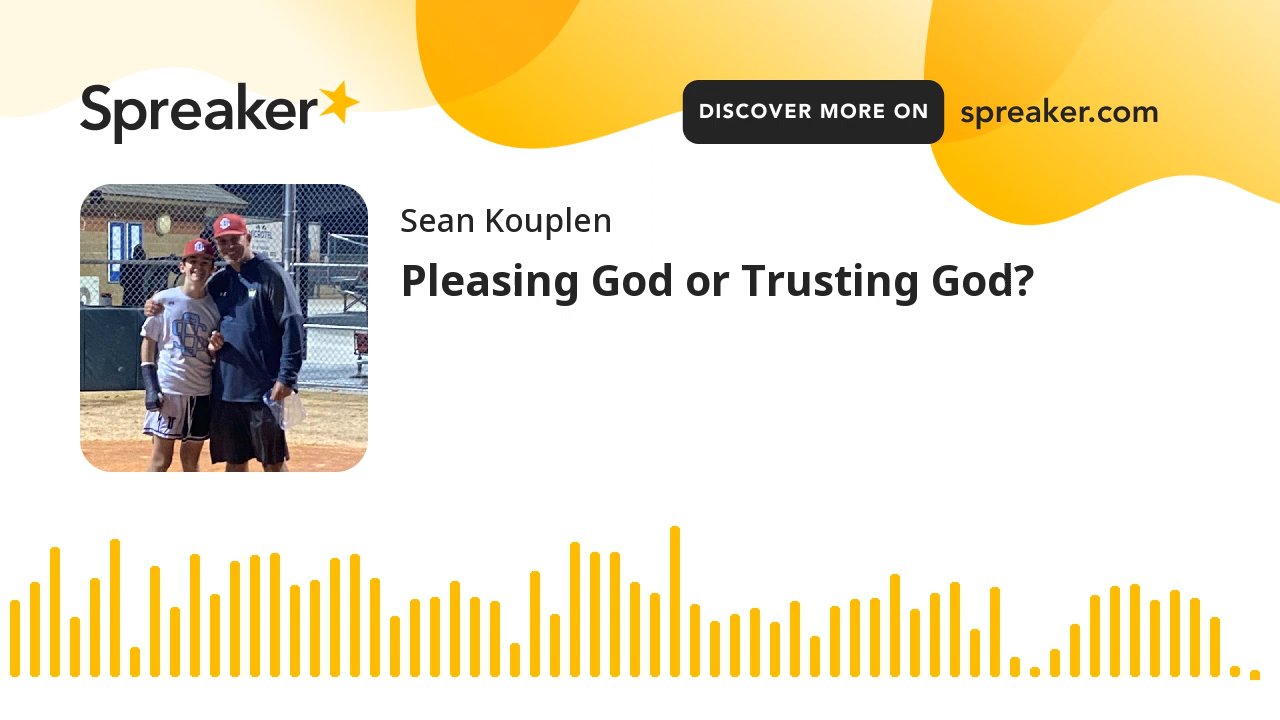 Spreaker
DISCOVER MORE ON spreaker.com
Sean Kouplen
Pleasing God or Trusting God?